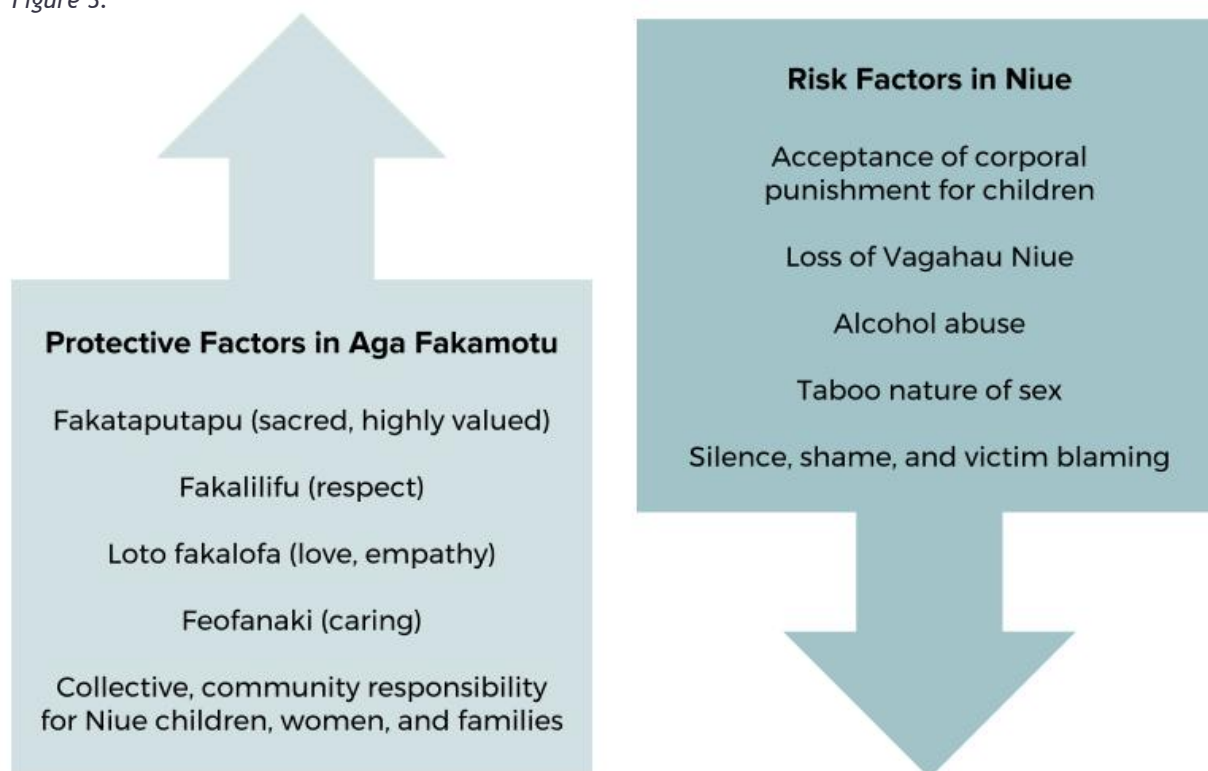 Figure 3.
Protective Factors in Aga Fakamotu
Fakataputapu (sacred, highly valued)
Fakalilifu (respect)
Loto fakalofa (love, empathy)
Feofanaki (caring)
Collective, community responsibility
for Niue children, women, and families
Risk Factors in Niue
Acceptance of corporal
punishment for children
Loss of Vagahau Niue
Alcohol abuse
Taboo nature of sex
Silence, shame, and victim blaming